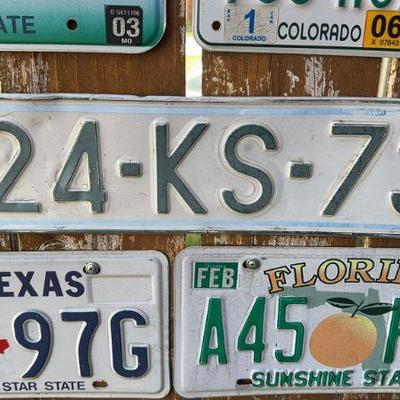 G 5411196
03
MO
ATE
1
COLORADO
COLORADO
06
24-KS-73
EXAS
97G
STAR STATE
FEB
FLORI
A45
SUNSHINE STA